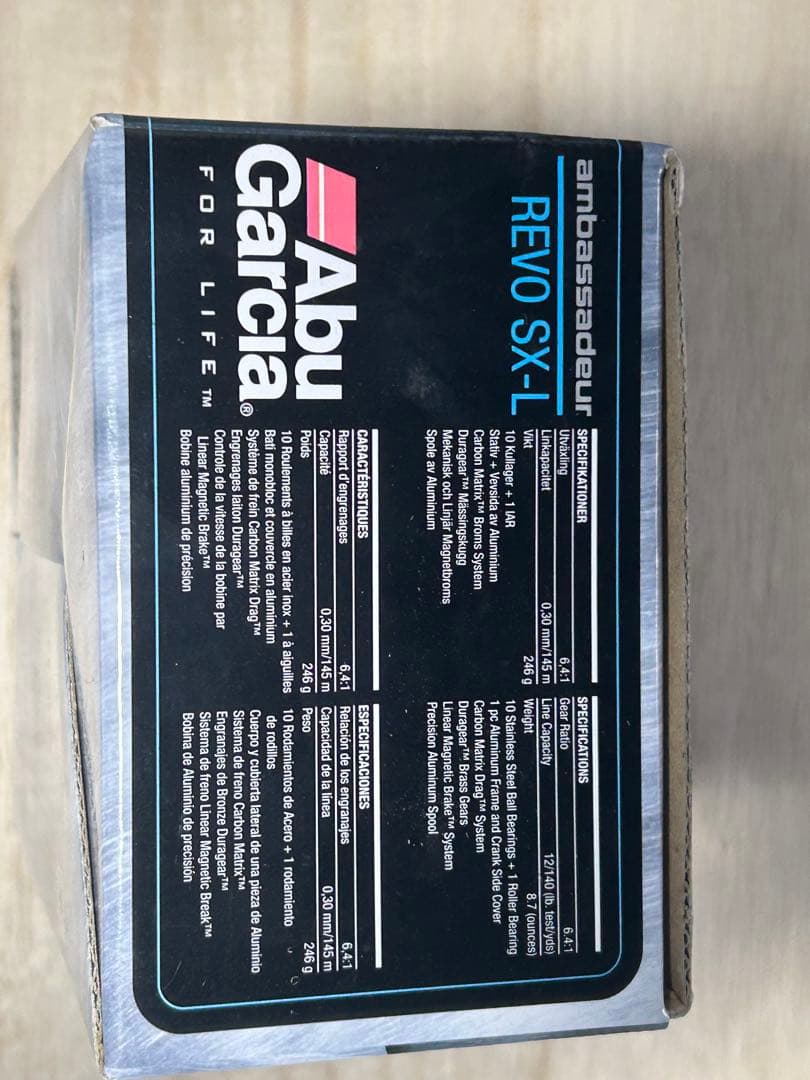 ambassadeur
REVO SX-L
Abu
Garcia®
FOR LIFE™
SPECIFIKATIONER
Utväxling 6,4:1
Linkapacitet 0,30 mm/145 m
Vikt 246 g
10 Kullager + 1 IAR
Stativ + Vevsida av Aluminium
Carbon Matrix™ Broms System
Duragear™ Mässingskugg
Mekanisk och Linjär Magnetbroms
Spole av Aluminium
SPECIFICATIONS
Gear Ratio 6.4:1
Line Capacity 12/140 (lb. test/yds)
Weight 8.7 (ounces)
10 Stainless Steel Ball Bearings + 1 Roller Bearing
1 pc Aluminum Frame and Crank Side Cover
Carbon Matrix Drag™ System
Duragear™ Brass Gears
Linear Magnetic Brake™ System
Precision Aluminum Spool
CARACTÉRISTIQUES
Rapport d'engrenages 6,4:1
Capacité 0,30 mm/145 m
Poids 246 g
10 Roulements à billes en acier inox + 1 à aiguilles
Bati monobloc et couvercle en aluminium
Système de frein Carbon Matrix Drag™
Engrenages laiton Duragear™
Controle de la vitesse de la bobine par
Linear Magnetic Brake™
Bobine aluminium de précision
ESPECIFICACIONES
Relación de los engranajes 6,4:1
Capacidad de la línea 0,30 mm/145 m
Peso 246 g
10 Rodamientos de Acero + 1 rodamiento
de rodillos
Cuerpo y cubierta lateral de una pieza de Aluminio
Sistema de freno Carbon Matrix™
Engranajes de Bronze Duragear™
Sistema de freno Linear Magnetic Break™
Bobina de Aluminio de precisión